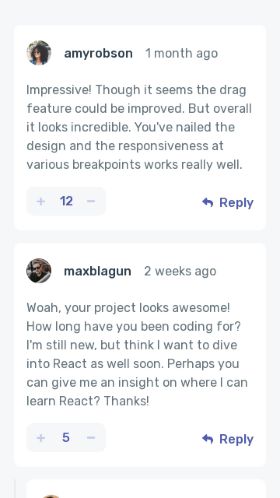 amyrobson 1 month ago
Impressive! Though it seems the drag
feature could be improved. But overall
it looks incredible. You've nailed the
design and the responsiveness at
various breakpoints works really well.
+ 12 −
Reply
maxblagun 2 weeks ago
Woah, your project looks awesome!
How long have you been coding for?
I'm still new, but think I want to dive
into React as well soon. Perhaps you
can give me an insight on where I can
learn React? Thanks!
+ 5 −
Reply